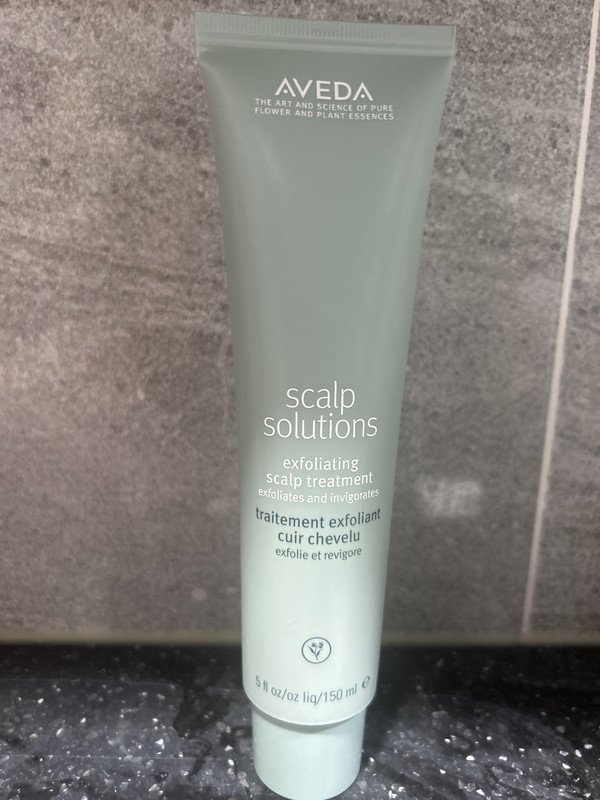 AVEDA
THE ART AND SCIENCE OF PURE
FLOWER AND PLANT ESSENCES
scalp
solutions
exfoliating
scalp treatment
exfoliates and invigorates
traitement exfoliant
cuir chevelu
exfolie et revigore
5 fl oz/oz liq/150 ml ℮